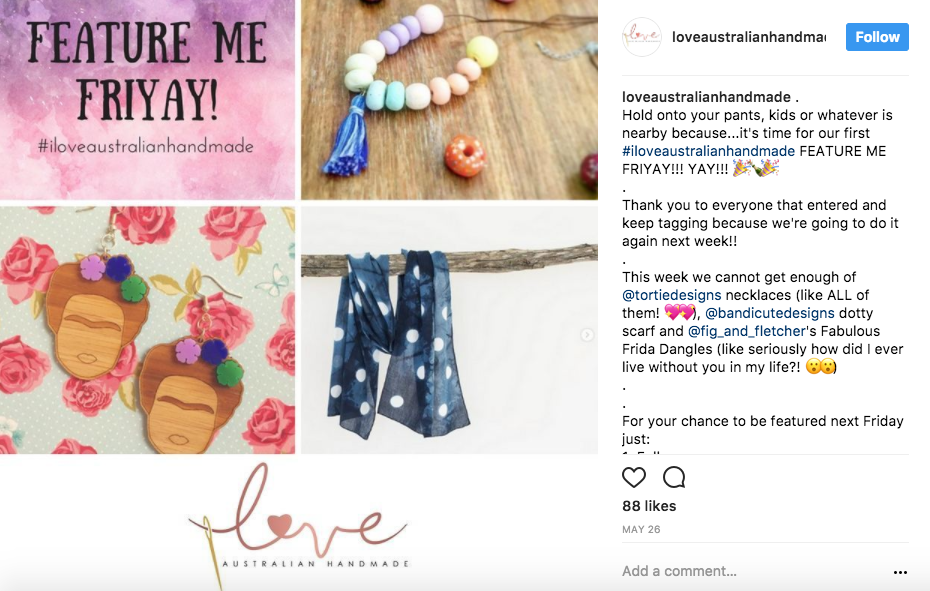 FEATURE ME
FRIYAY!
#iloveaustralianhandmade
love
AUSTRALIAN HANDMADE
love
loveaustralianhandma
Follow
loveaustralianhandmade .
Hold onto your pants, kids or whatever is
nearby because...it's time for our first
#iloveaustralianhandmade FEATURE ME
FRIYAY!!! YAY!!! 🎉🍾🎉
.
Thank you to everyone that entered and
keep tagging because we're going to do it
again next week!!
.
This week we cannot get enough of
@tortiedesigns necklaces (like ALL of
them! 💖💖), @bandicutedesigns dotty
scarf and @fig_and_fletcher's Fabulous
Frida Dangles (like seriously how did I ever
live without you in my life?! 😮😮)
.
.
For your chance to be featured next Friday
just:
88 likes
MAY 26
Add a comment...